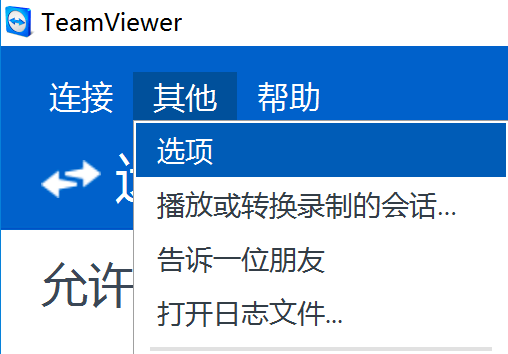 TeamViewer
连接 其他 帮助
选项
播放或转换录制的会话...
告诉一位朋友
允许
打开日志文件...